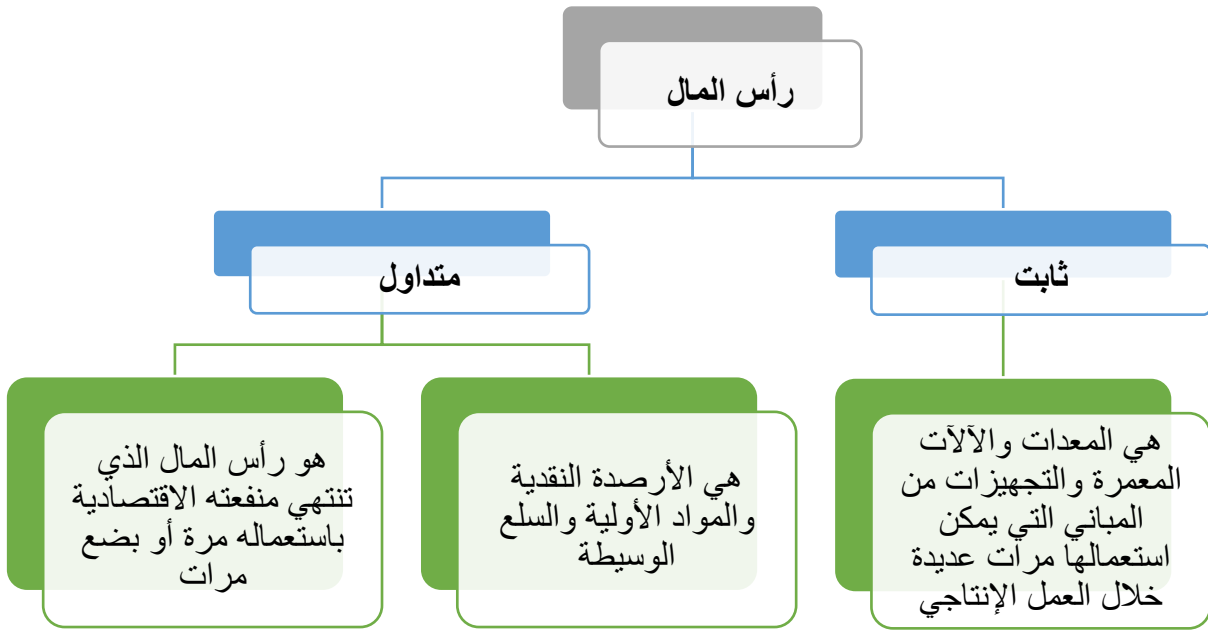 رأس المال
ثابت
متداول
هي المعدات والآلآت
المعمرة والتجهيزات من
المباني التي يمكن
استعمالها مرات عديدة
خلال العمل الإنتاجي
هي الأرصدة النقدية
والمواد الأولية والسلع
الوسيطة
هو رأس المال الذي
تنتهي منفعته الاقتصادية
باستعماله مرة أو بضع
مرات